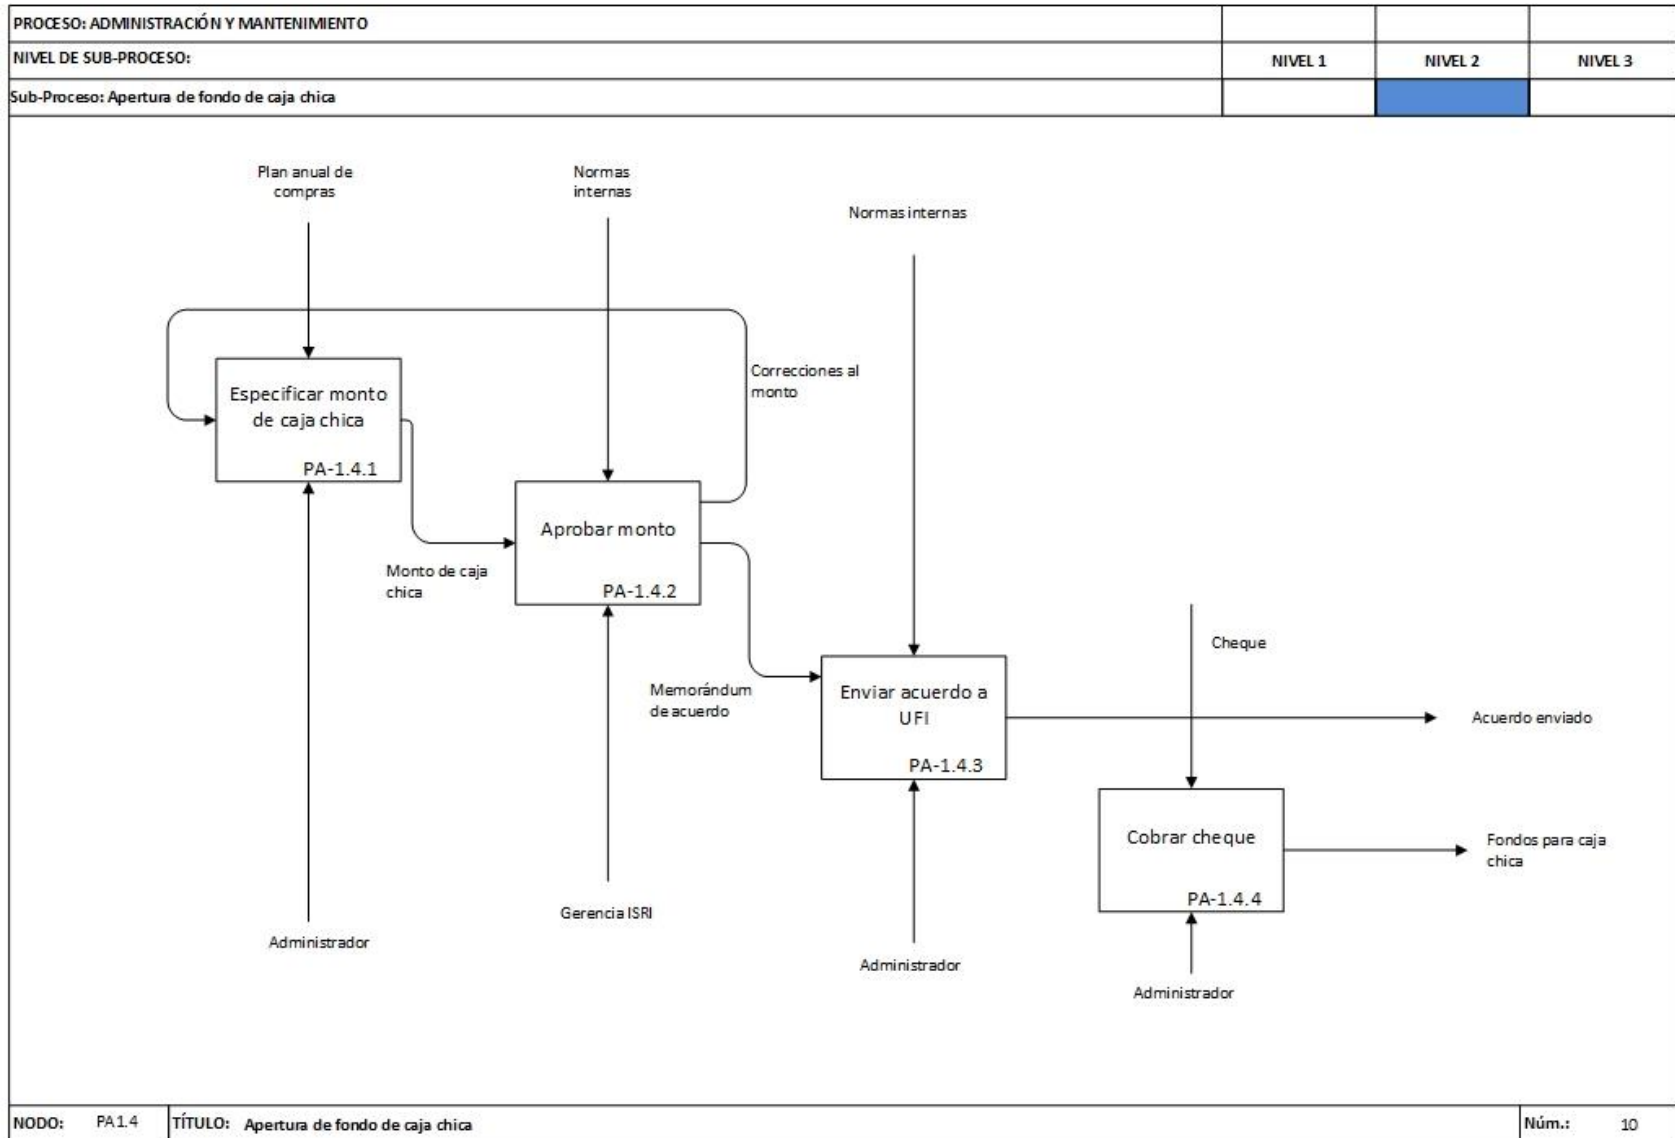 PROCESO: ADMINISTRACIÓN Y MANTENIMIENTO
NIVEL DE SUB-PROCESO:
NIVEL 1
NIVEL 2
NIVEL 3
Sub-Proceso: Apertura de fondo de caja chica
Plan anual de
compras
Normas
internas
Normas internas
Correcciones al
monto
Especificar monto
de caja chica
PA-1.4.1
Aprobar monto
PA-1.4.2
Monto de caja
chica
Cheque
Memorándum
de acuerdo
Enviar acuerdo a
UFI
PA-1.4.3
Acuerdo enviado
Cobrar cheque
PA-1.4.4
Fondos para caja
chica
Gerencia ISRI
Administrador
Administrador
Administrador
NODO: PA1.4
TÍTULO: Apertura de fondo de caja chica
Núm.: 10